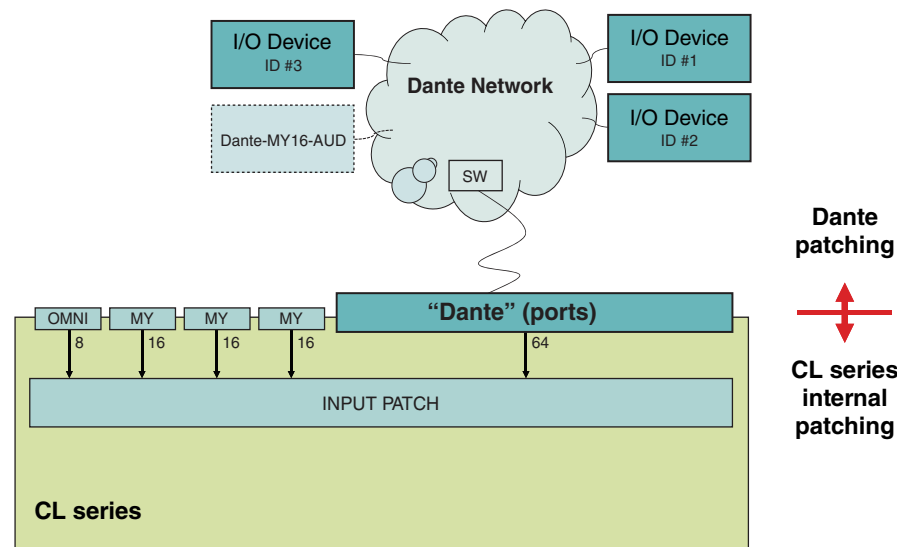 I/O Device
ID #3
Dante-MY16-AUD
Dante Network
SW
I/O Device
ID #1
I/O Device
ID #2
Dante
patching
CL series
internal
patching
OMNI
MY
MY
MY
“Dante” (ports)
8
16
16
16
64
INPUT PATCH
CL series